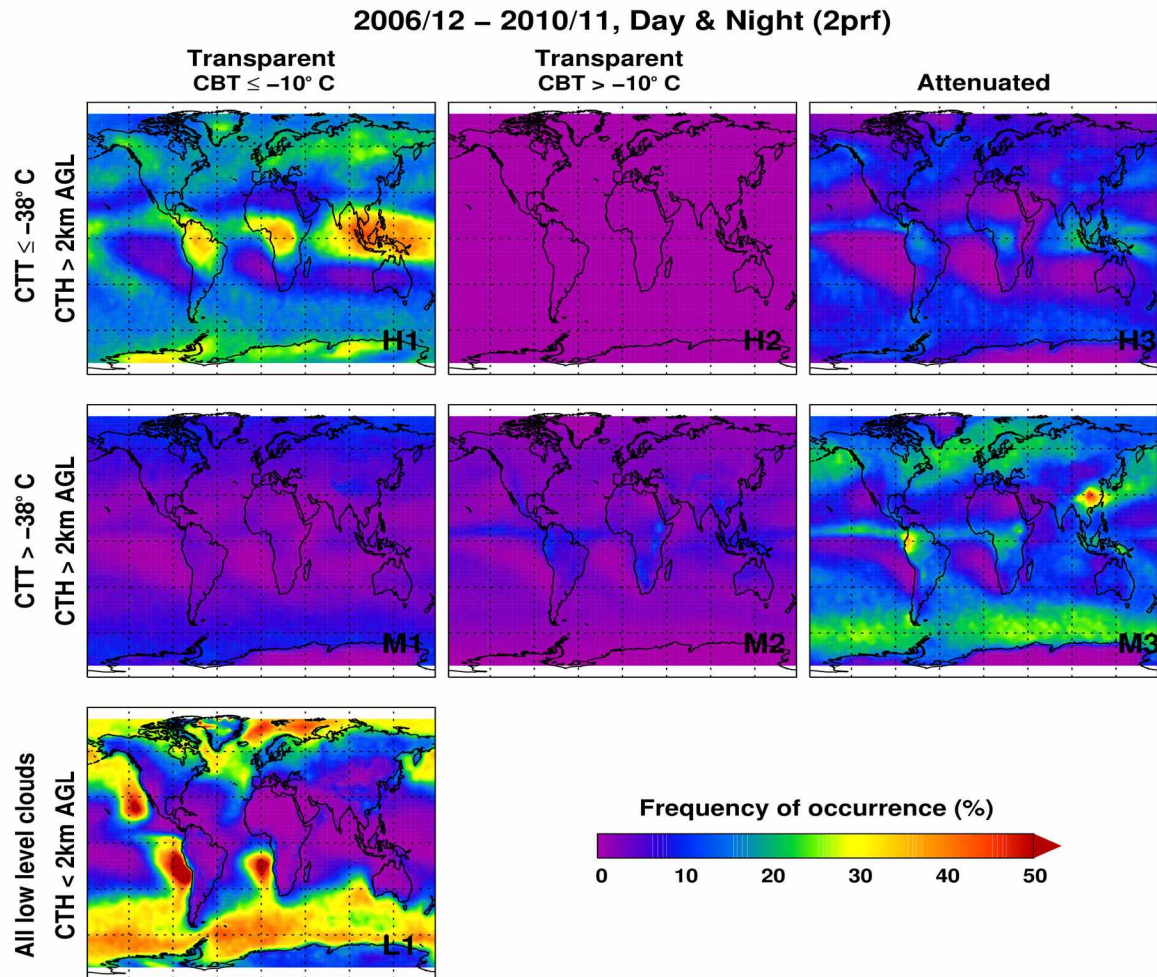 2006/12 – 2010/11, Day & Night (2prf)
Transparent
CBT ≤ −10° C
Transparent
CBT > −10° C
Attenuated
CTT ≤ −38° C
CTH > 2km AGL
H1
H2
H3
CTT > −38° C
CTH > 2km AGL
M1
M2
M3
All low level clouds
CTH < 2km AGL
L1
Frequency of occurrence (%)
0 10 20 30 40 50